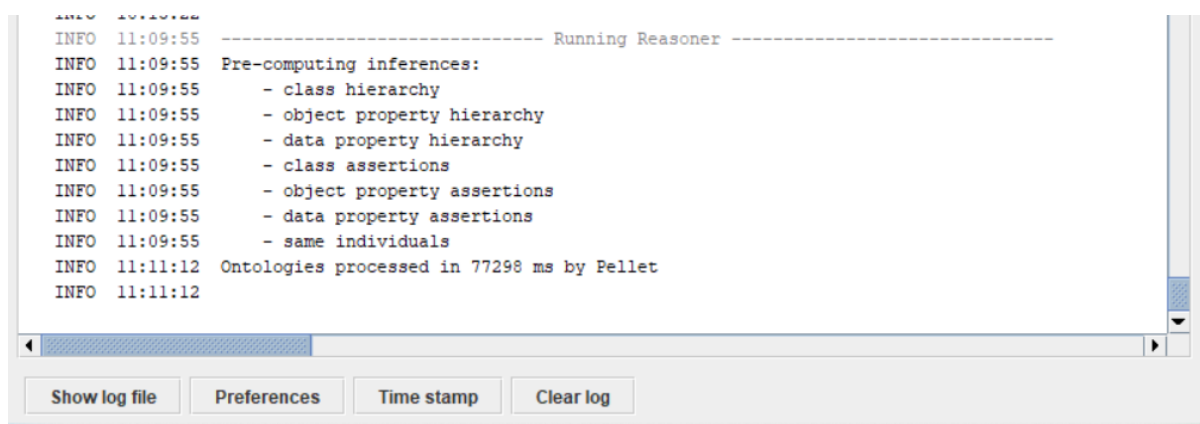 INFO 11:09:55 ------------------------------- Running Reasoner -------------------------------
INFO 11:09:55 Pre-computing inferences:
INFO 11:09:55     - class hierarchy
INFO 11:09:55     - object property hierarchy
INFO 11:09:55     - data property hierarchy
INFO 11:09:55     - class assertions
INFO 11:09:55     - object property assertions
INFO 11:09:55     - data property assertions
INFO 11:09:55     - same individuals
INFO 11:11:12 Ontologies processed in 77298 ms by Pellet
INFO 11:11:12
Show log file Preferences Time stamp Clear log